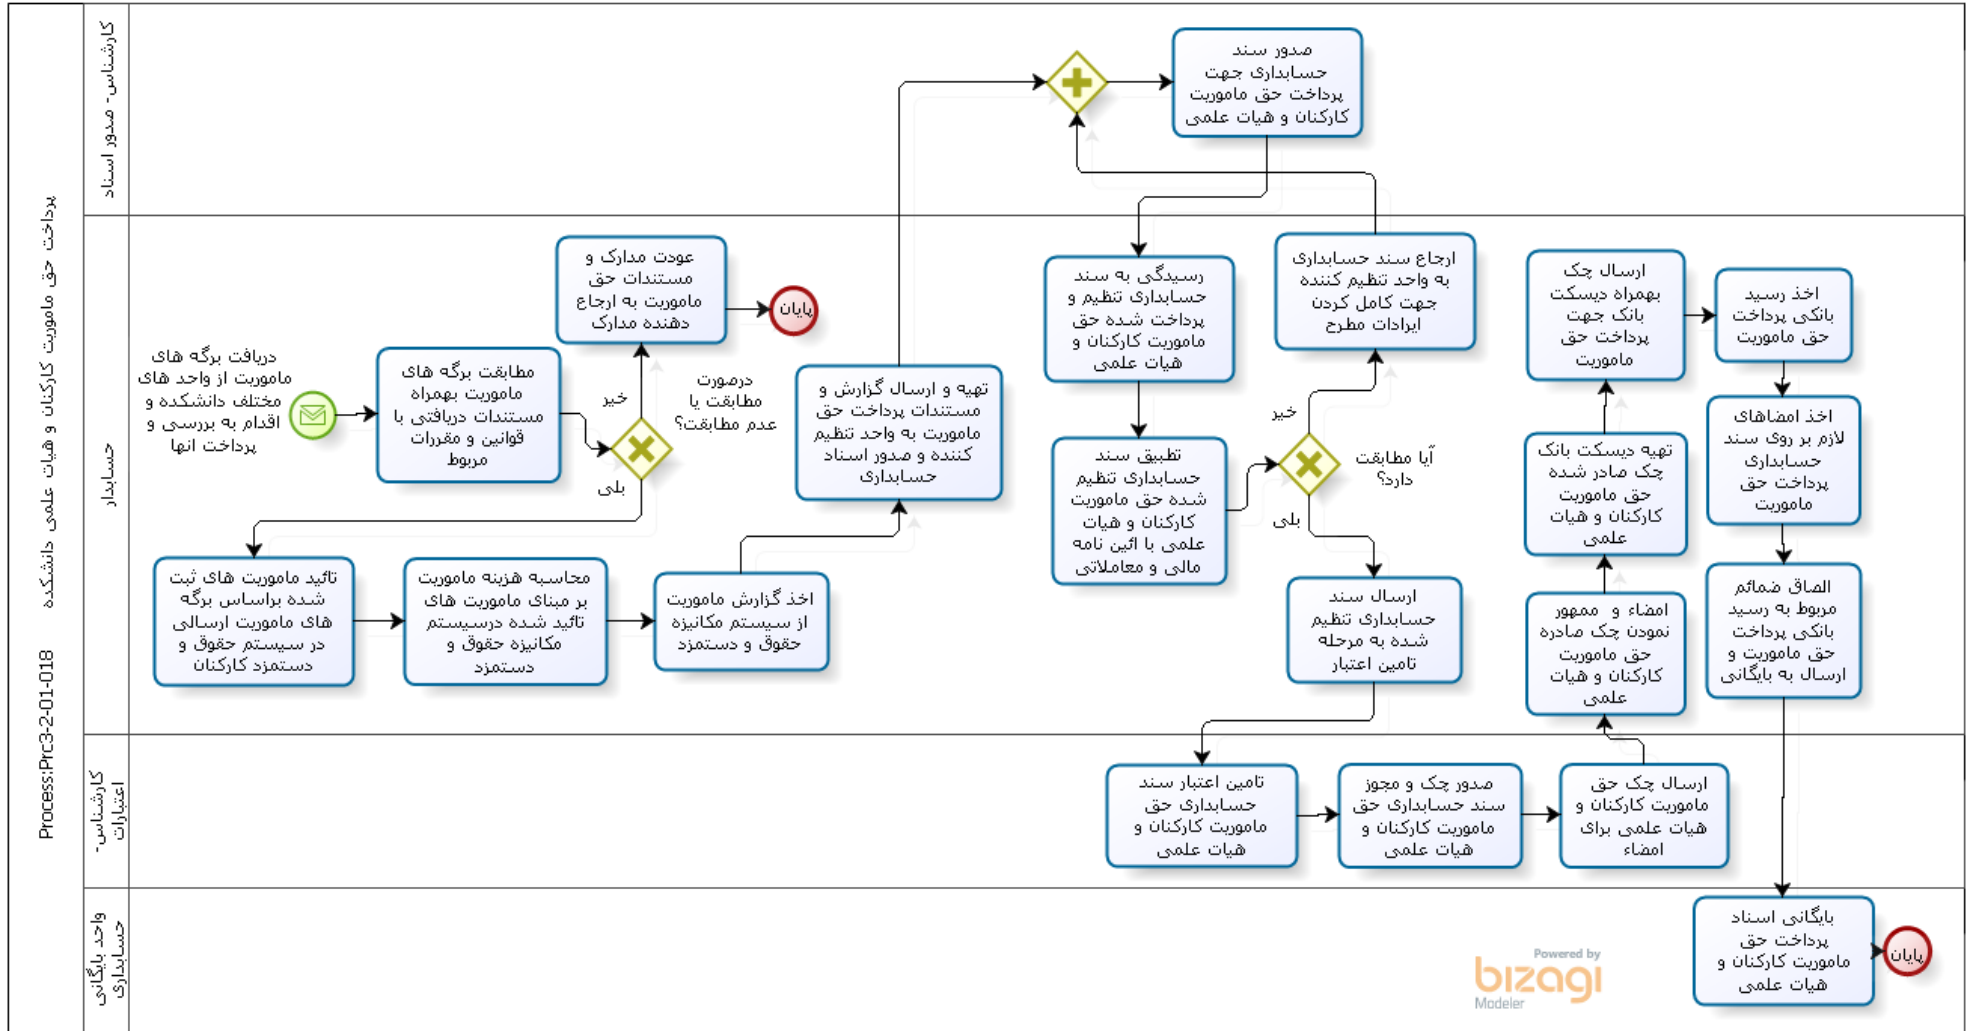 پرداخت حق ماموریت کارکنان و هیات علمی دانشکده
Process:Prc3-2-01-018
کارشناس- صدور اسناد
صدور سند
حسابداری جهت
پرداخت حق ماموریت
کارکنان و هیات علمی
حسابدار
دریافت برگه های
ماموریت از واحد های
مختلف دانشکده و
اقدام به بررسی و
پرداخت انها
مطابقت برگه های
ماموریت بهمراه
مستندات دریافتی با
قوانین و مقررات
مربوط
عودت مدارک و
مستندات حق
ماموریت به ارجاع
دهنده مدارک
پایان
خیر
درصورت
مطابقت یا
عدم مطابقت؟
بلی
تائید ماموریت های ثبت
شده براساس برگه
های ماموریت ارسالی
در سیستم حقوق و
دستمزد کارکنان
محاسبه هزینه ماموریت
بر مبنای ماموریت های
تائید شده درسیستم
مکانیزه حقوق و
دستمزد
اخذ گزارش ماموریت
از سیستم مکانیزه
حقوق و دستمزد
تهیه و ارسال گزارش و
مستندات پرداخت حق
ماموریت به واحد تنظیم
کننده و صدور اسناد
حسابداری
رسیدگی به سند
حسابداری تنظیم و
پرداخت شده حق
ماموریت کارکنان و
هیات علمی
تطبیق سند
حسابداری تنظیم
شده حق ماموریت
کارکنان و هیات
علمی با ائین نامه
مالی و معاملاتی
ارجاع سند حسابداری
به واحد تنظیم کننده
جهت کامل کردن
ایرادات مطرح
خیر
آیا مطابقت
دارد؟
بلی
ارسال سند
حسابداری تنظیم
شده به مرحله
تامین اعتبار
ارسال چک
بهمراه دیسکت
بانک جهت
پرداخت حق
ماموریت
تهیه دیسکت بانک
چک صادر شده
حق ماموریت
کارکنان و هیات
علمی
امضاء و ممهور
نمودن چک صادره
حق ماموریت
کارکنان و هیات
علمی
اخذ رسید
بانکی پرداخت
حق ماموریت
اخذ امضاهای
لازم بر روی سند
حسابداری
پرداخت حق
ماموریت
الصاق ضمائم
مربوط به رسید
بانکی پرداخت
حق ماموریت و
ارسال به بایگانی
کارشناس-
اعتبارات
تامین اعتبار سند
حسابداری حق
ماموریت کارکنان و
هیات علمی
صدور چک و مجوز
سند حسابداری حق
ماموریت کارکنان و
هیات علمی
ارسال چک حق
ماموریت کارکنان و
هیات علمی برای
امضاء
واحد بایگانی
حسابداری
بایگانی اسناد
پرداخت حق
ماموریت کارکنان و
هیات علمی
پایان
Powered by
bizagi
Modeler